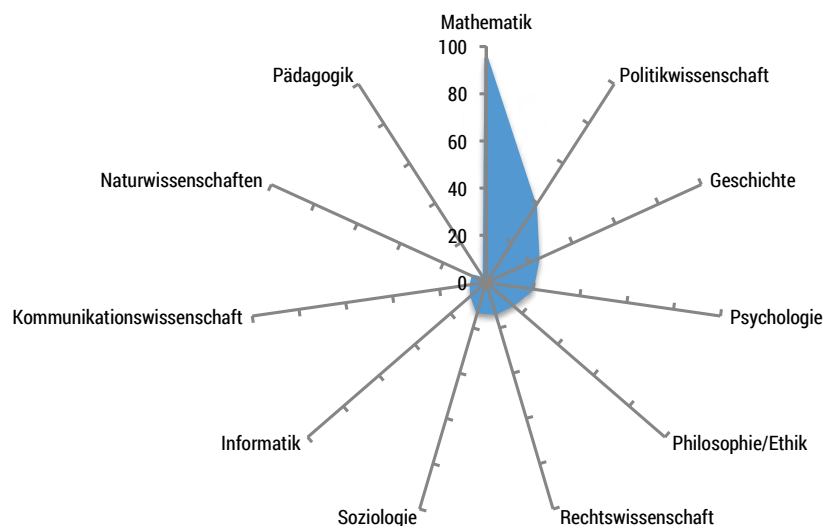 Mathematik
100
Pädagogik
Politikwissenschaft
80
60
Naturwissenschaften
Geschichte
40
20
0
Kommunikationswissenschaft
Psychologie
Informatik
Philosophie/Ethik
Soziologie
Rechtswissenschaft